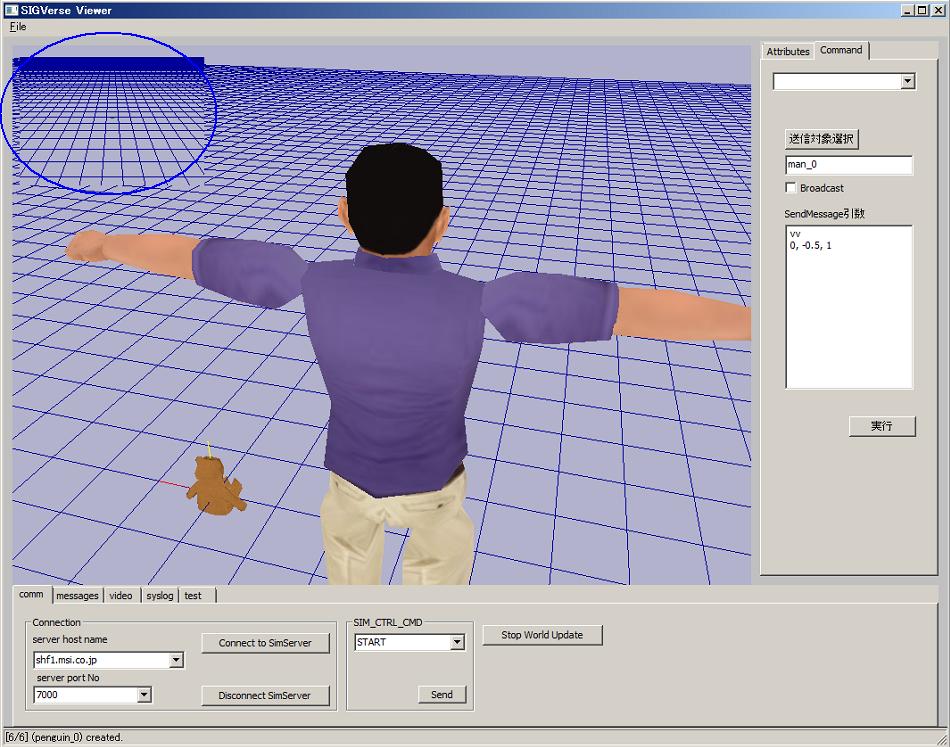 SIGVerse Viewer
File
Attributes
Command
送信対象選択
man_0
Broadcast
SendMessage引数
vv
0, -0.5, 1
実行
comm
messages
video
syslog
test
Connection
server host name
shf1.msi.co.jp
Connect to SimServer
server port No
7000
Disconnect SimServer
SIM_CTRL_CMD
START
Send
Stop World Update
[6/6] (penguin_0) created.